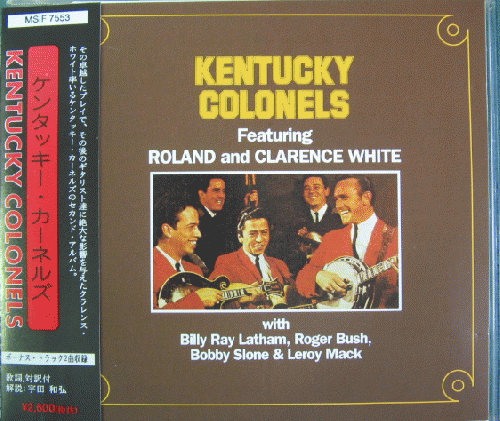 MSF 7553
ケンタッキー・カーネルズ
KENTUCKY COLONELS
その卓越したプレイで、その後のギタリスト達に絶大な影響を与えたクラレンス・
ホワイト率いるケンタッキー・カーネルズのセカンド・アルバム。
ボーナス・トラック2曲収録
歌詞,対訳付
解説:宇田 和弘
¥2,600
KENTUCKY
COLONELS
Featuring
ROLAND and CLARENCE WHITE
with
Billy Ray Latham, Roger Bush,
Bobby Slone & Leroy Mack